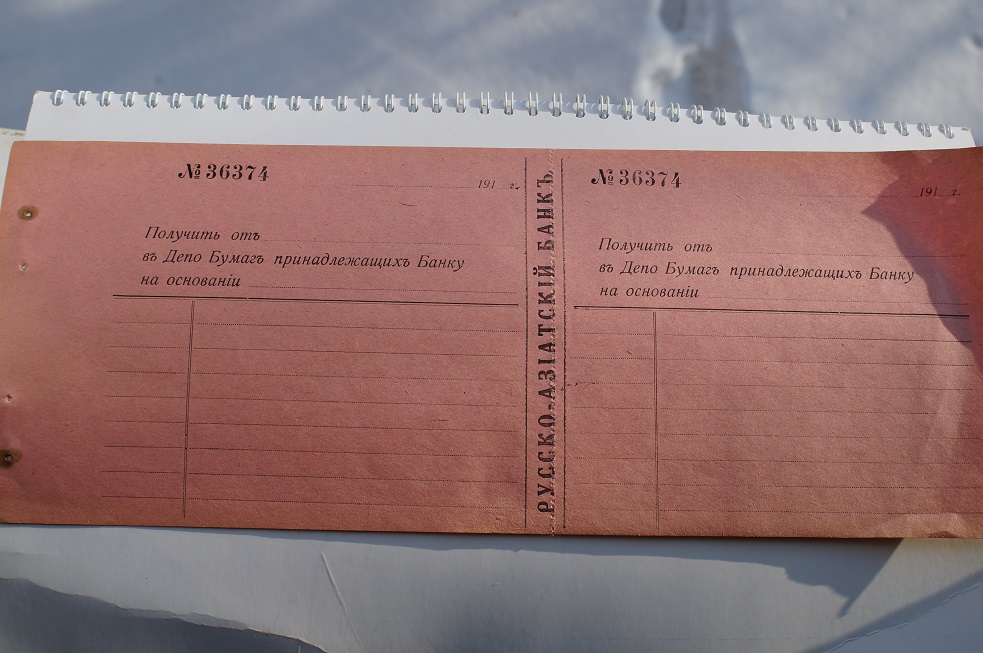 № 36374
191 г.
Получить отъ
въ Депо Бумагъ принадлежащихъ Банку
на основаніи
РУССКО-АЗІАТСКІЙ БАНКЪ
№ 36374
191 г.
Получить отъ
въ Депо Бумагъ принадлежащихъ Банку
на основаніи